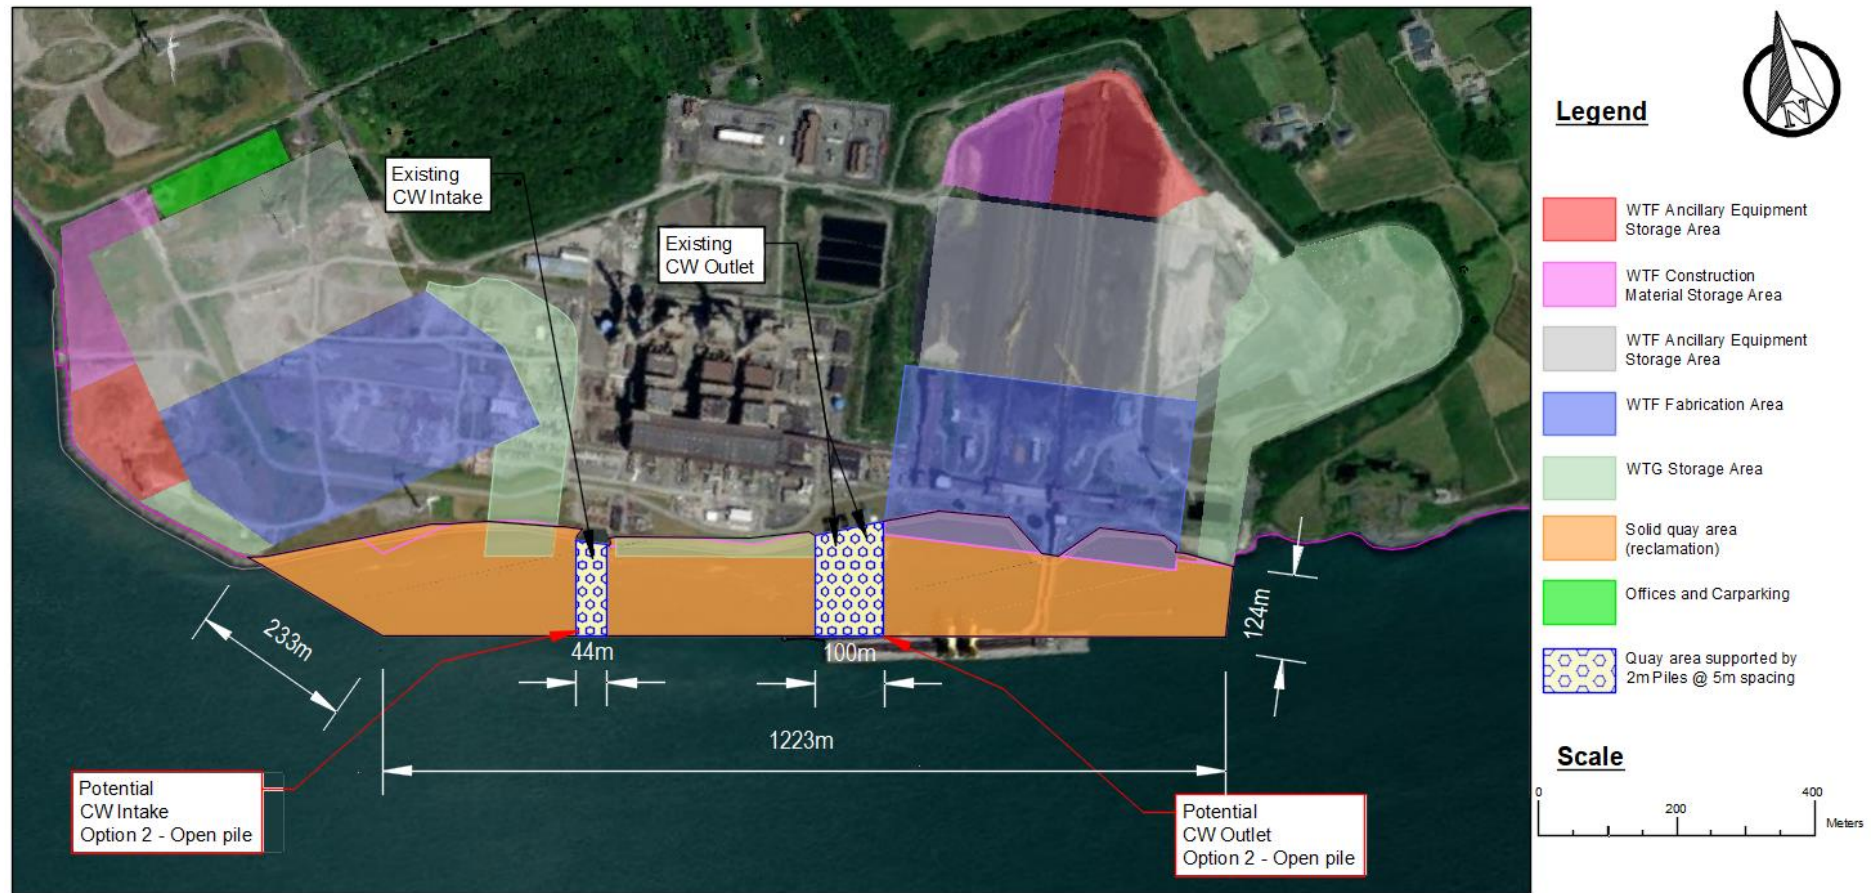 Existing
CW Intake
Existing
CW Outlet
233m
44m
100m
124m
1223m
Potential
CW Intake
Option 2 - Open pile
Potential
CW Outlet
Option 2 - Open pile
Legend
N
WTF Ancillary Equipment
Storage Area
WTF Construction
Material Storage Area
WTF Ancillary Equipment
Storage Area
WTF Fabrication Area
WTG Storage Area
Solid quay area
(reclamation)
Offices and Carparking
Quay area supported by
2m Piles @ 5m spacing
Scale
0
200
400
Meters